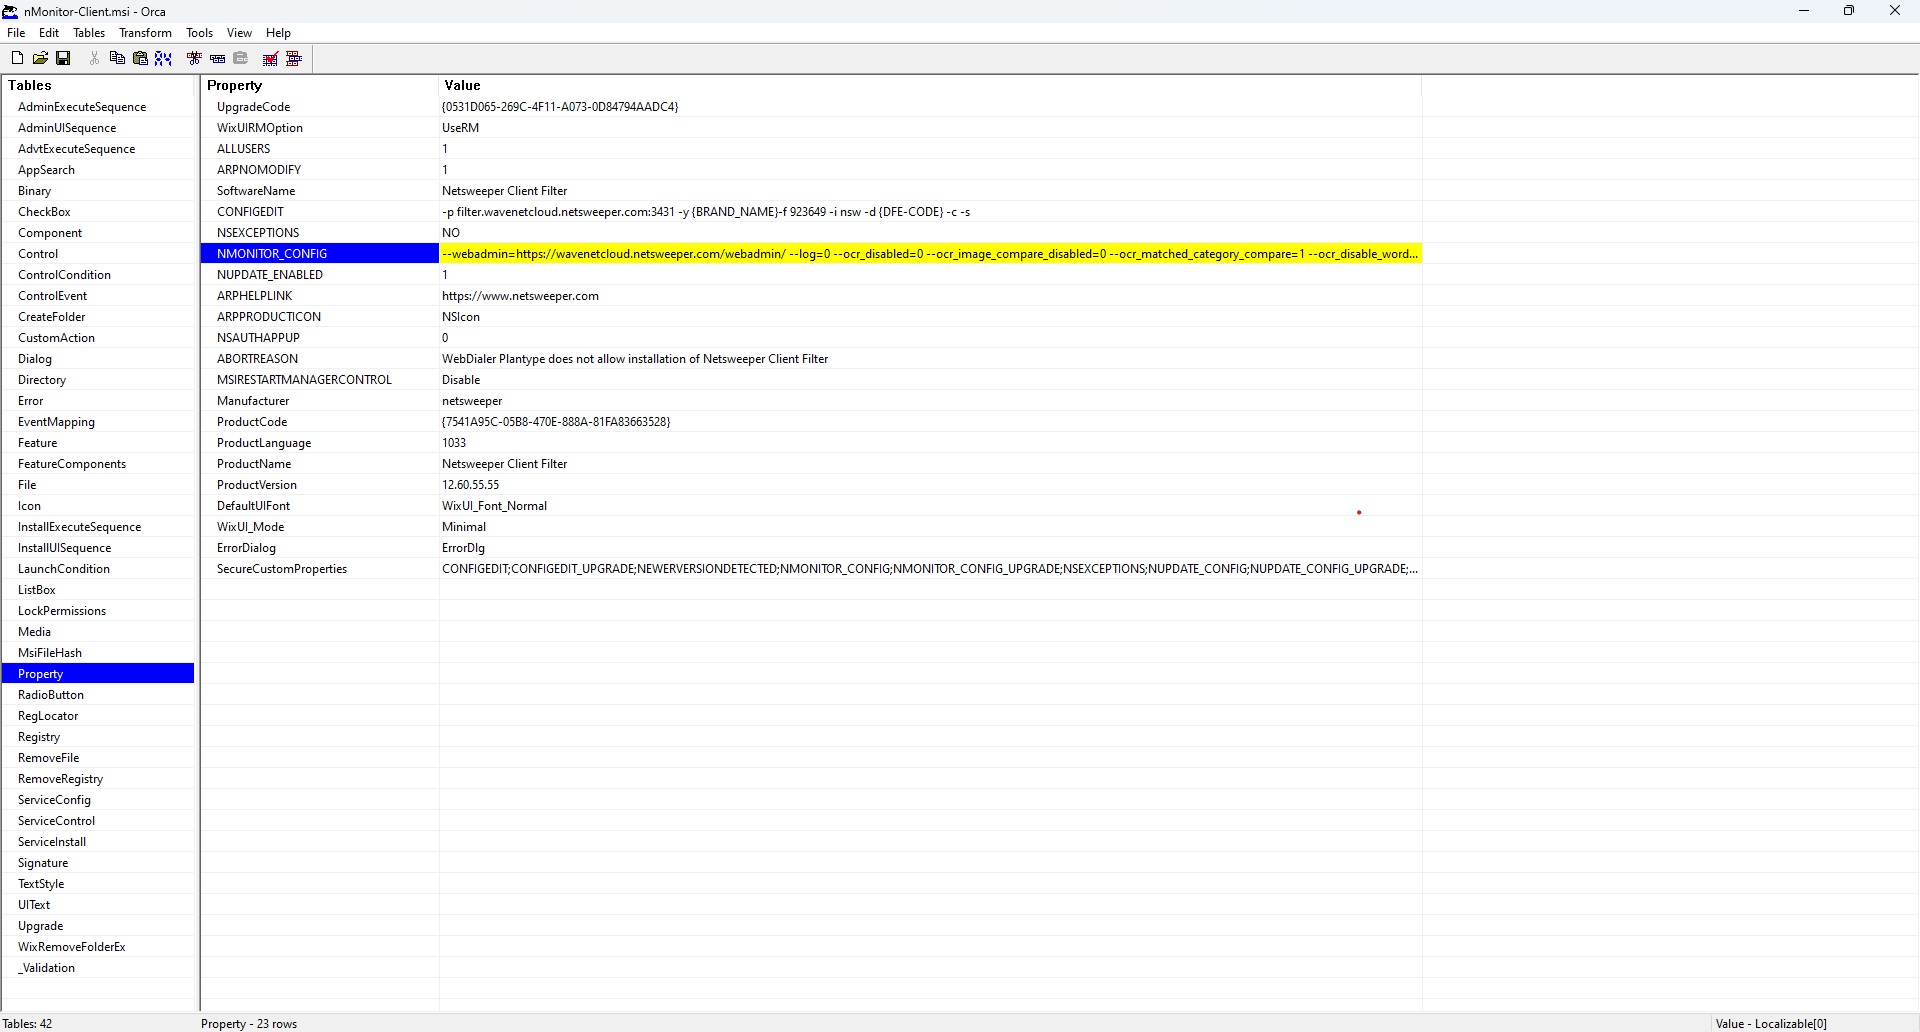 nMonitor-Client.msi - Orca
File Edit Tables Transform Tools View Help
Tables
AdminExecuteSequence
AdminUISequence
AdvtExecuteSequence
AppSearch
Binary
CheckBox
Component
Control
ControlCondition
ControlEvent
CreateFolder
CustomAction
Dialog
Directory
Error
EventMapping
Feature
FeatureComponents
File
Icon
InstallExecuteSequence
InstallUISequence
LaunchCondition
ListBox
LockPermissions
Media
MsiFileHash
Property
RadioButton
RegLocator
Registry
RemoveFile
RemoveRegistry
ServiceConfig
ServiceControl
ServiceInstall
Signature
TextStyle
UIText
Upgrade
WixRemoveFolderEx
_Validation
Property Value
UpgradeCode {0531D065-269C-4F11-A073-0D84794AADC4}
WixUIRMOption UseRM
ALLUSERS 1
ARPNOMODIFY 1
SoftwareName Netsweeper Client Filter
CONFIGEDIT -p filter.wavenetcloud.netsweeper.com:3431 -y {BRAND_NAME}-f 923649 -i nsw -d {DFE-CODE} -c -s
NSEXCEPTIONS NO
NMONITOR_CONFIG --webadmin=https://wavenetcloud.netsweeper.com/webadmin/ --log=0 --ocr_disabled=0 --ocr_image_compare_disabled=0 --ocr_matched_category_compare=1 --ocr_disable_word...
NUPDATE_ENABLED 1
ARPHELPLINK https://www.netsweeper.com
ARPPRODUCTICON NSIcon
NSAUTHAPPUP 0
ABORTREASON WebDialer Plantype does not allow installation of Netsweeper Client Filter
MSIRESTARTMANAGERCONTROL Disable
Manufacturer netsweeper
ProductCode {7541A95C-05B8-470E-888A-81FA83663528}
ProductLanguage 1033
ProductName Netsweeper Client Filter
ProductVersion 12.60.55.55
DefaultUIFont WixUI_Font_Normal
WixUI_Mode Minimal
ErrorDialog ErrorDlg
SecureCustomProperties CONFIGEDIT;CONFIGEDIT_UPGRADE;NEWERVERSIONDETECTED;NMONITOR_CONFIG;NMONITOR_CONFIG_UPGRADE;NSEXCEPTIONS;NUPDATE_CONFIG;NUPDATE_CONFIG_UPGRADE;...
Tables: 42 Property - 23 rows Value - Localizable[0]